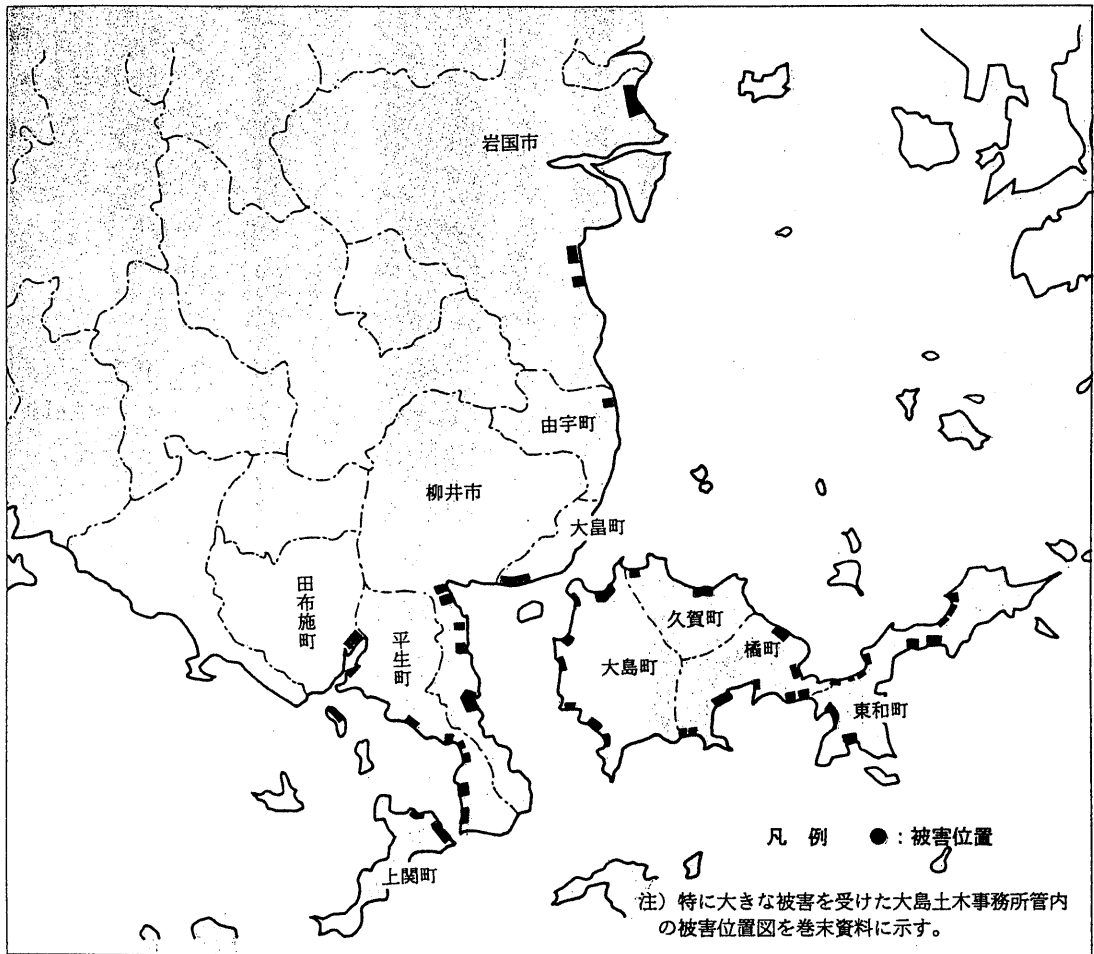 岩国市
由宇町
柳井市
大畠町
田布施町
平生町
久賀町
橘町
大島町
東和町
上関町
凡 例 ●：被害位置
注）特に大きな被害を受けた大島土木事務所管内
の被害位置図を巻末資料に示す。